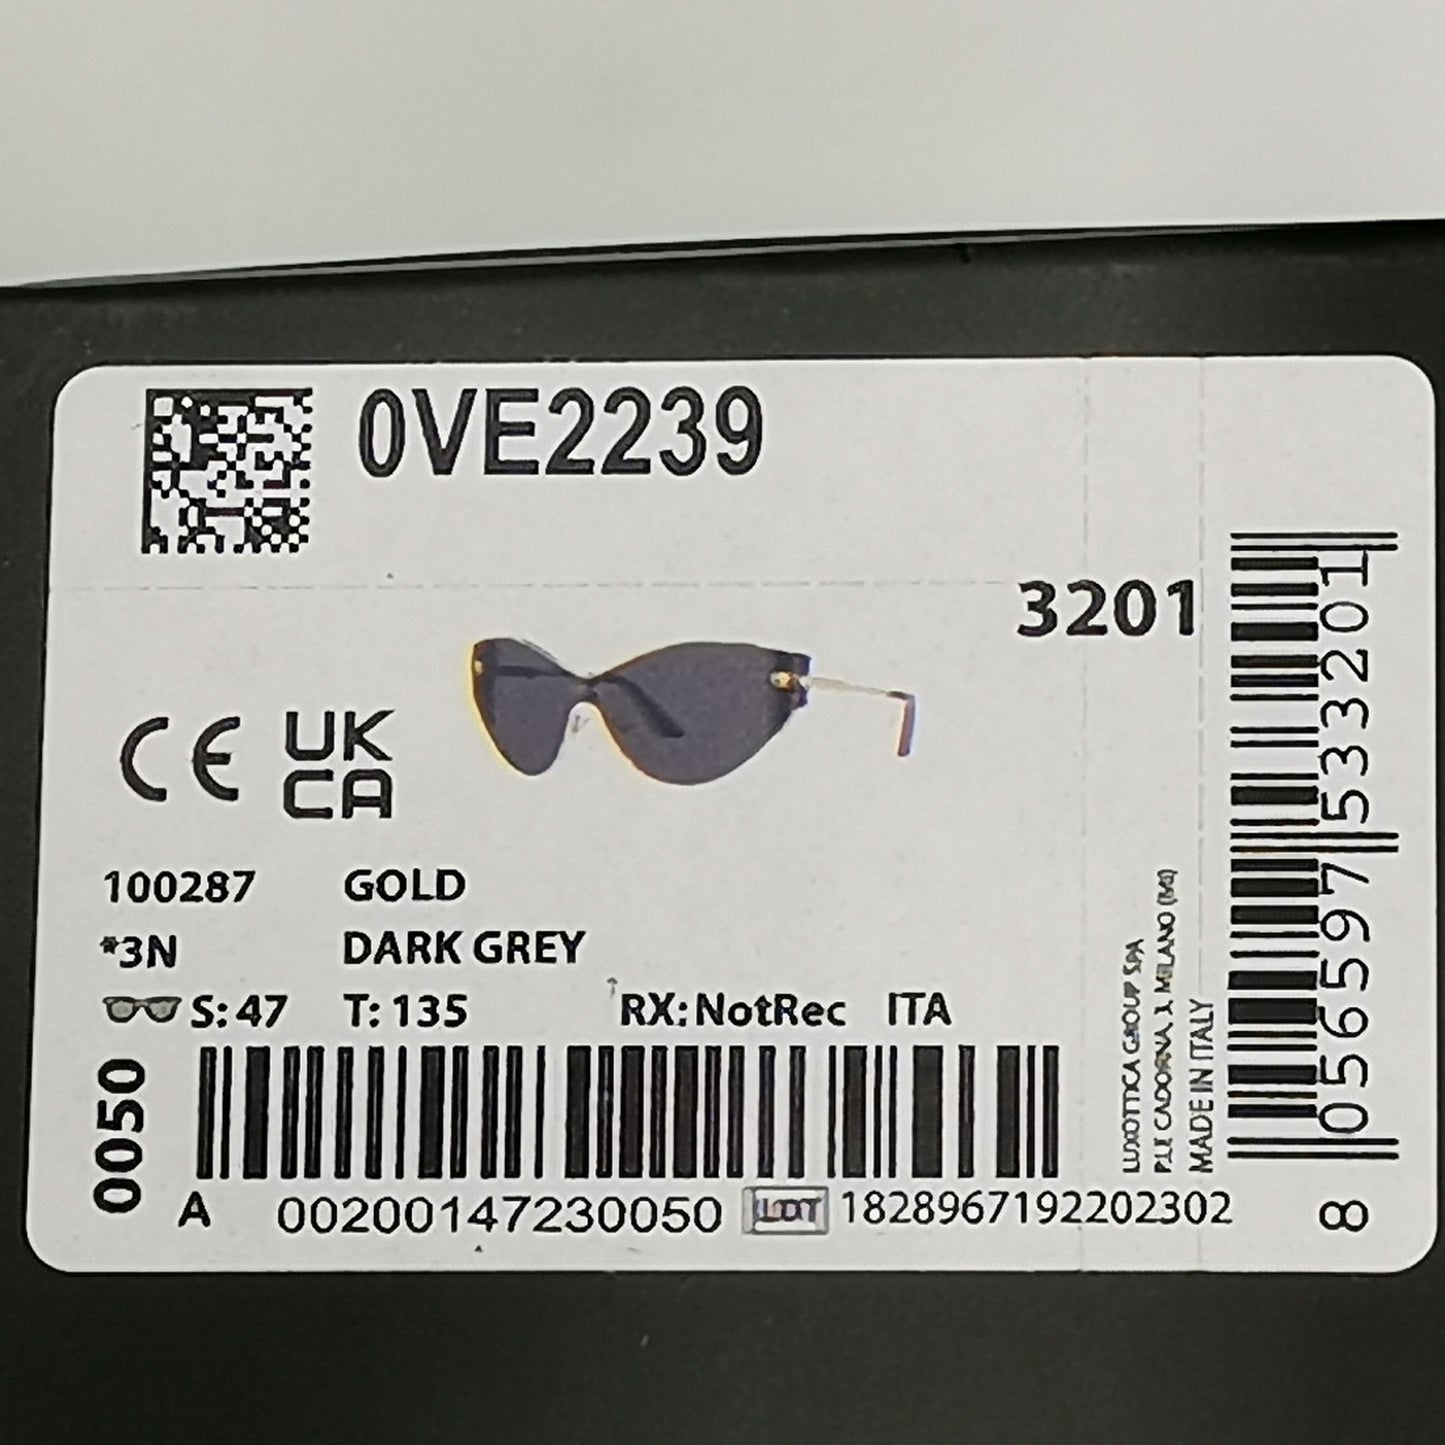 0VE2239
3201
CE
UK
CA
100287 GOLD
*3N DARK GREY
S: 47 T: 135 RX: NotRec ITA
0050
A 00200147230050 LOT 1828967192202302
LUXOTTICA GROUP SPA
P.LE CADORNA, 3, MILANO (MI)
MADE IN ITALY
8 056597 533201